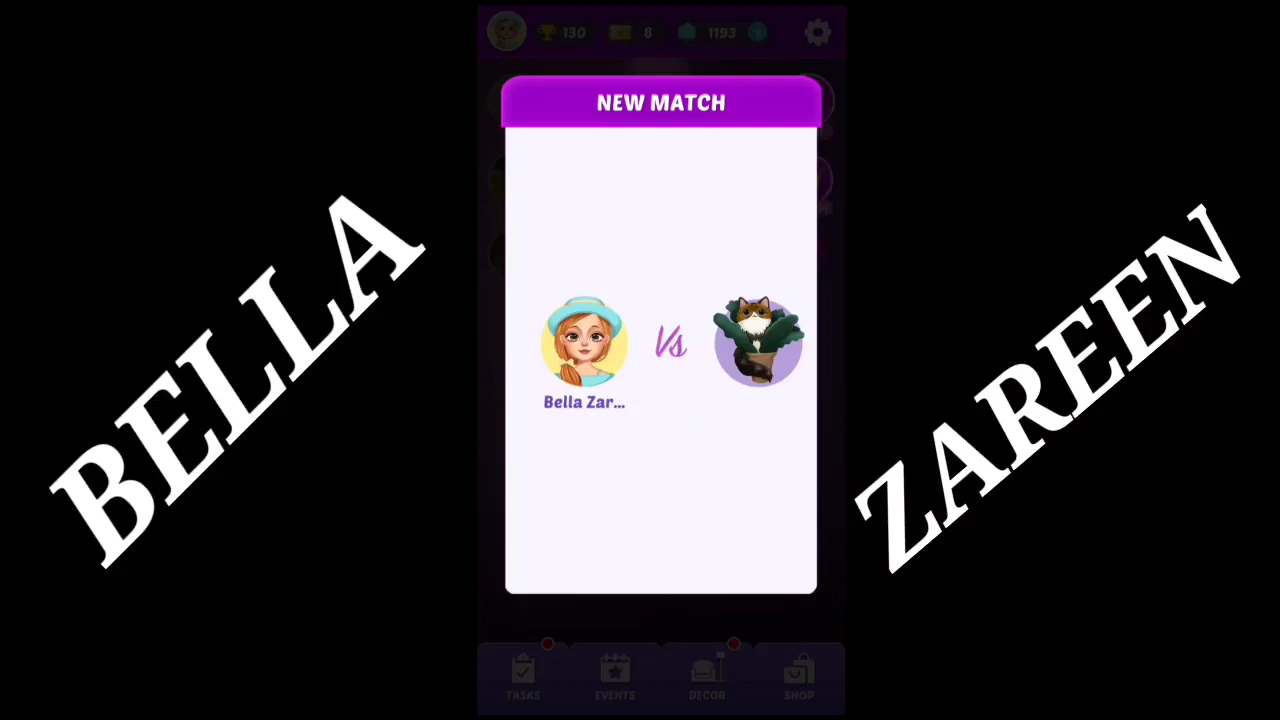 130 8 1193
NEW MATCH
BELLA
ZAREEN
Vs
Bella Zar...
TASKS EVENTS DECOR SHOP